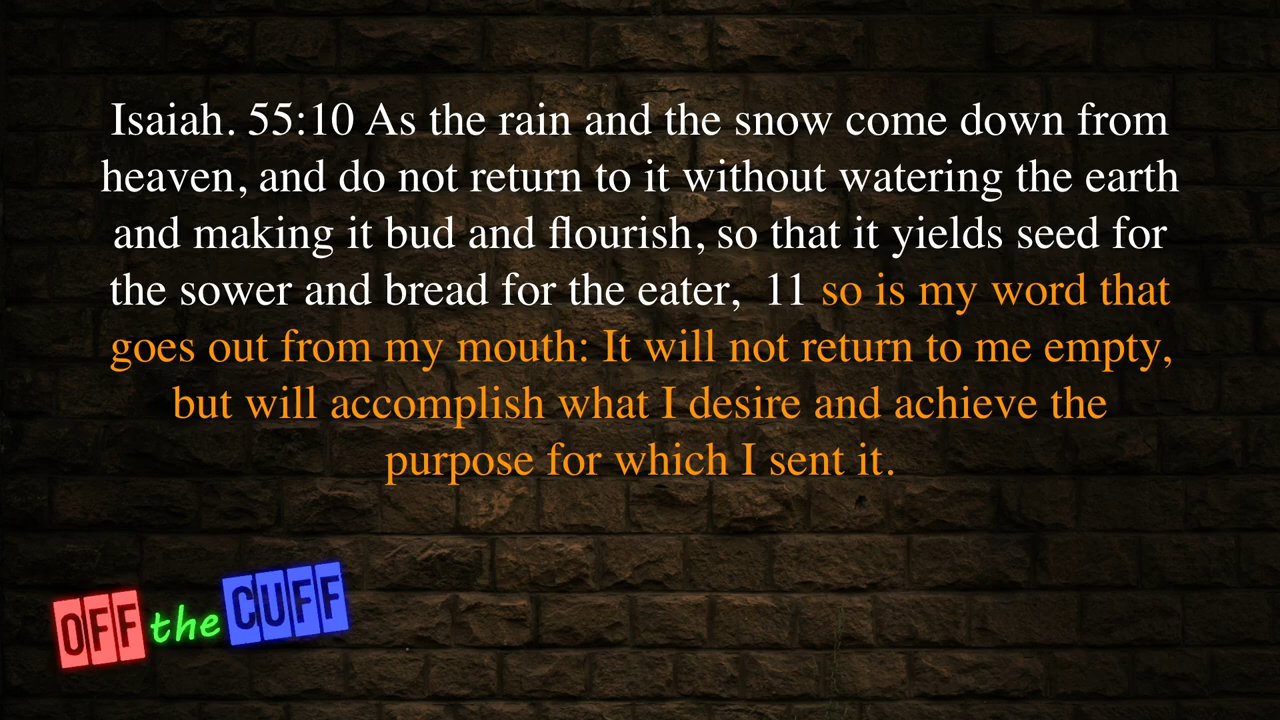 Isaiah. 55:10 As the rain and the snow come down from
heaven, and do not return to it without watering the earth
and making it bud and flourish, so that it yields seed for
the sower and bread for the eater,  11 so is my word that
goes out from my mouth: It will not return to me empty,
but will accomplish what I desire and achieve the
purpose for which I sent it.
OFF the CUFF